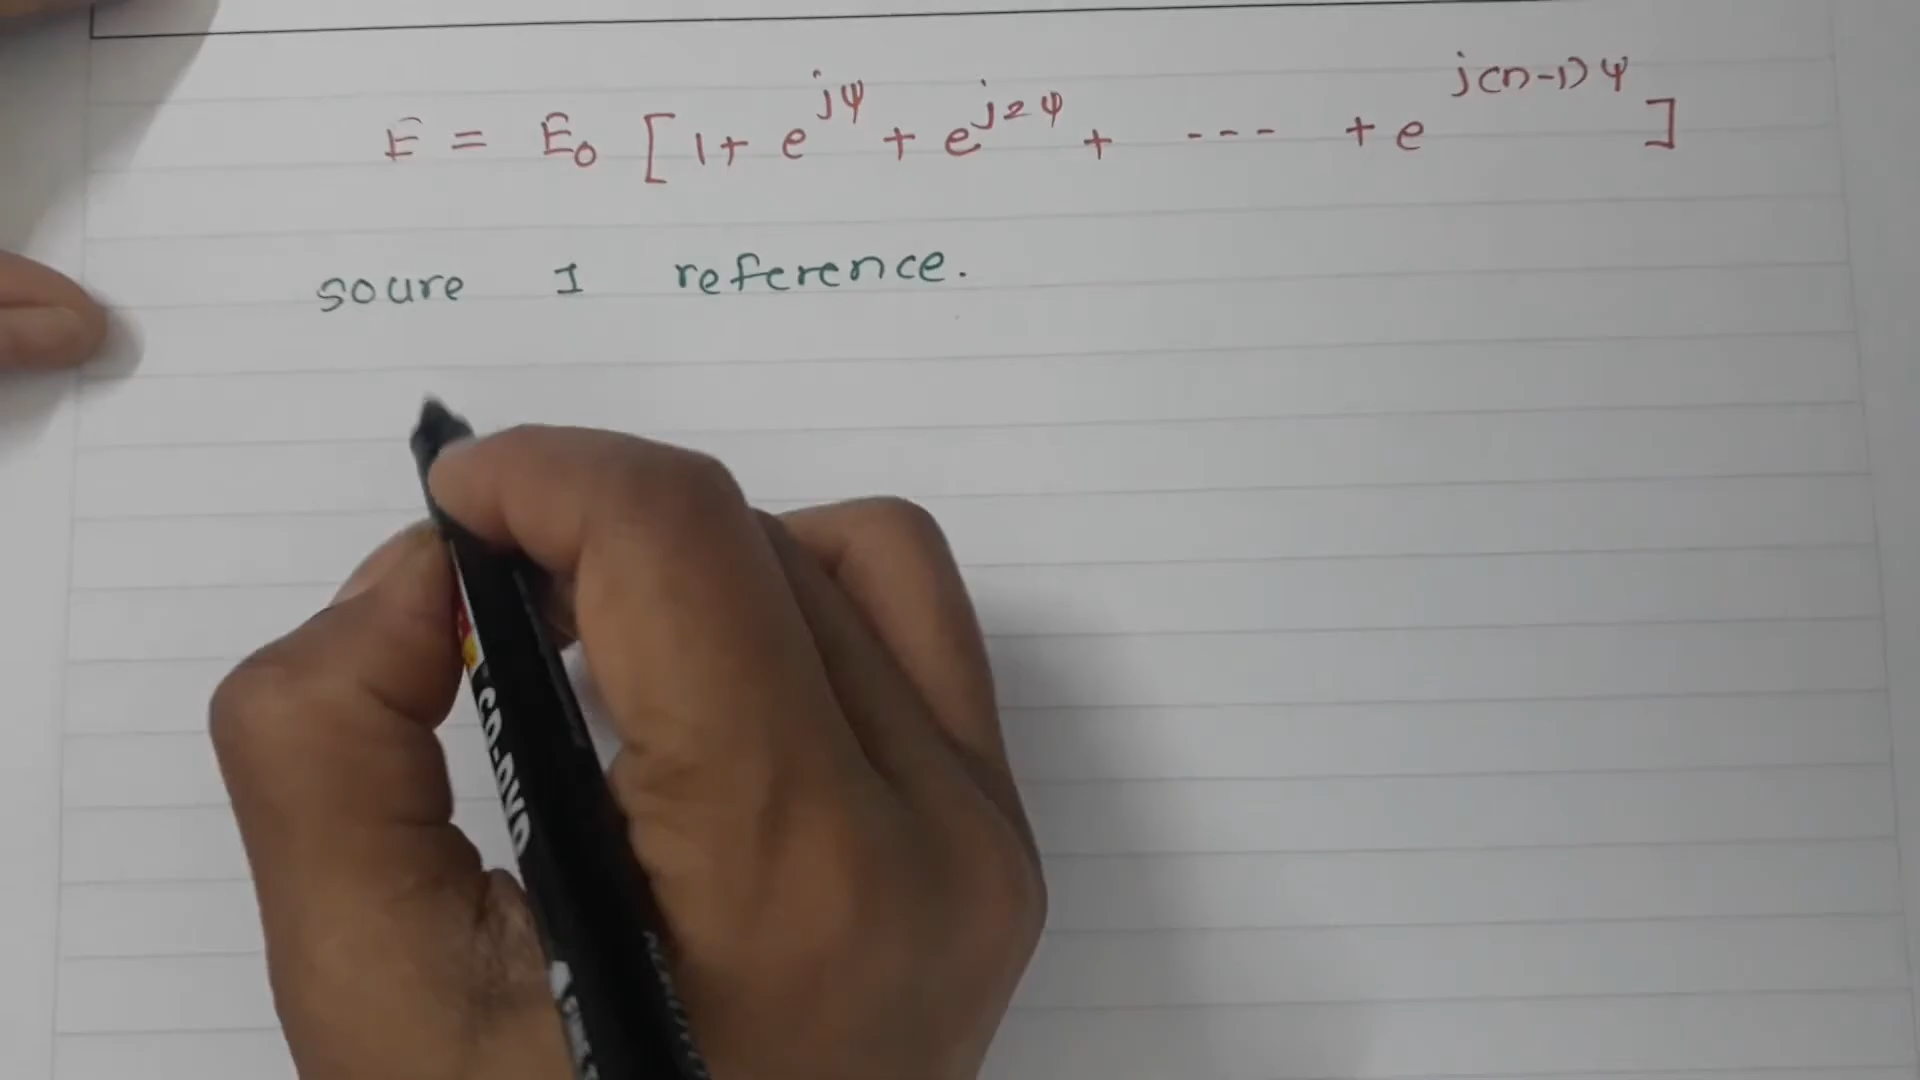 E = E₀ [1 + e^{jψ} + e^{j2ψ} + --- + e^{j(n-1)ψ}]
soure 1 reference.